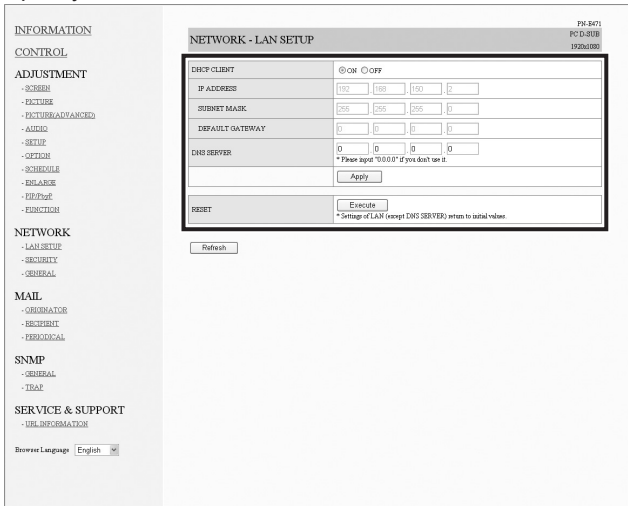 INFORMATION
CONTROL
ADJUSTMENT
- SCREEN
- PICTURE
- PICTURE(ADVANCED)
- AUDIO
- SETUP
- OPTION
- SCHEDULE
- ENLARGE
- PIP/PbyP
- FUNCTION
NETWORK
- LAN SETUP
- SECURITY
- GENERAL
MAIL
- ORIGINATOR
- RECIPIENT
- PERIODICAL
SNMP
- GENERAL
- TRAP
SERVICE & SUPPORT
- URL INFORMATION
Browser Language English
PN-E471
NETWORK - LAN SETUP PC D-SUB
1920x1080
DHCP CLIENT ON OFF
IP ADDRESS 192 . 168 . 150 . 2
SUBNET MASK 255 . 255 . 255 . 0
DEFAULT GATEWAY 0 . 0 . 0 . 0
DNS SERVER 0 . 0 . 0 . 0
* Please input "0.0.0.0" if you don't use it.
Apply
RESET Execute
* Settings of LAN (except DNS SERVER) return to initial values.
Refresh